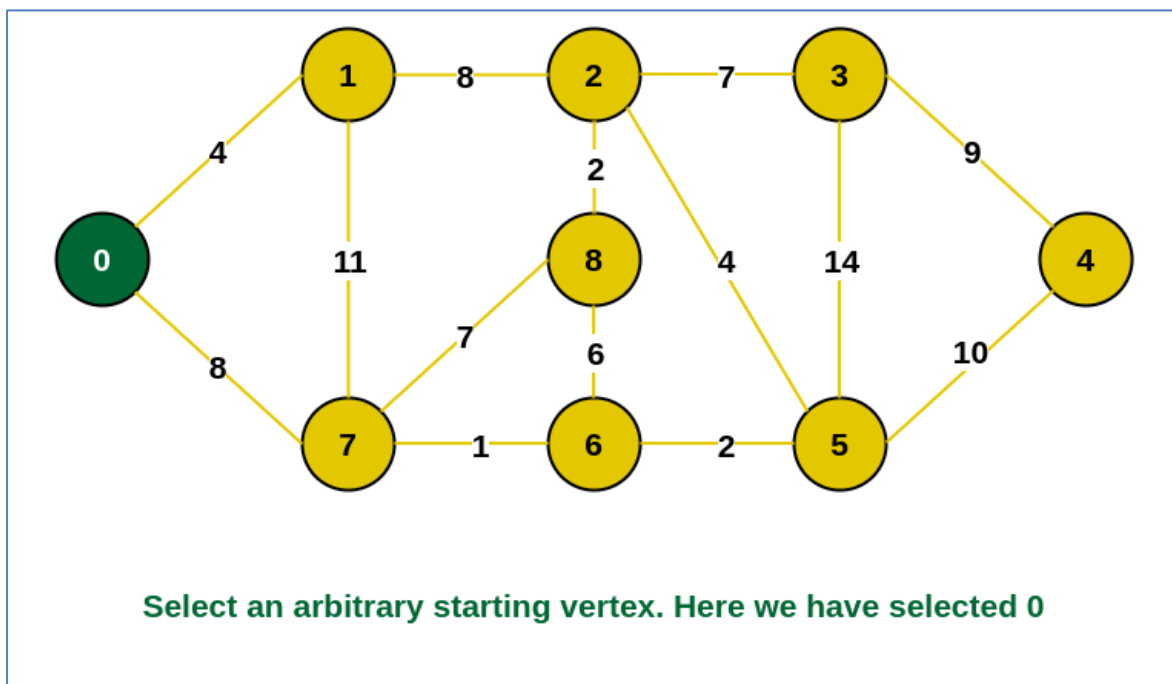 1 8 2 7 3
4 2 9
0 11 8 4 14 4
8 7 6 10
7 1 6 2 5
Select an arbitrary starting vertex. Here we have selected 0